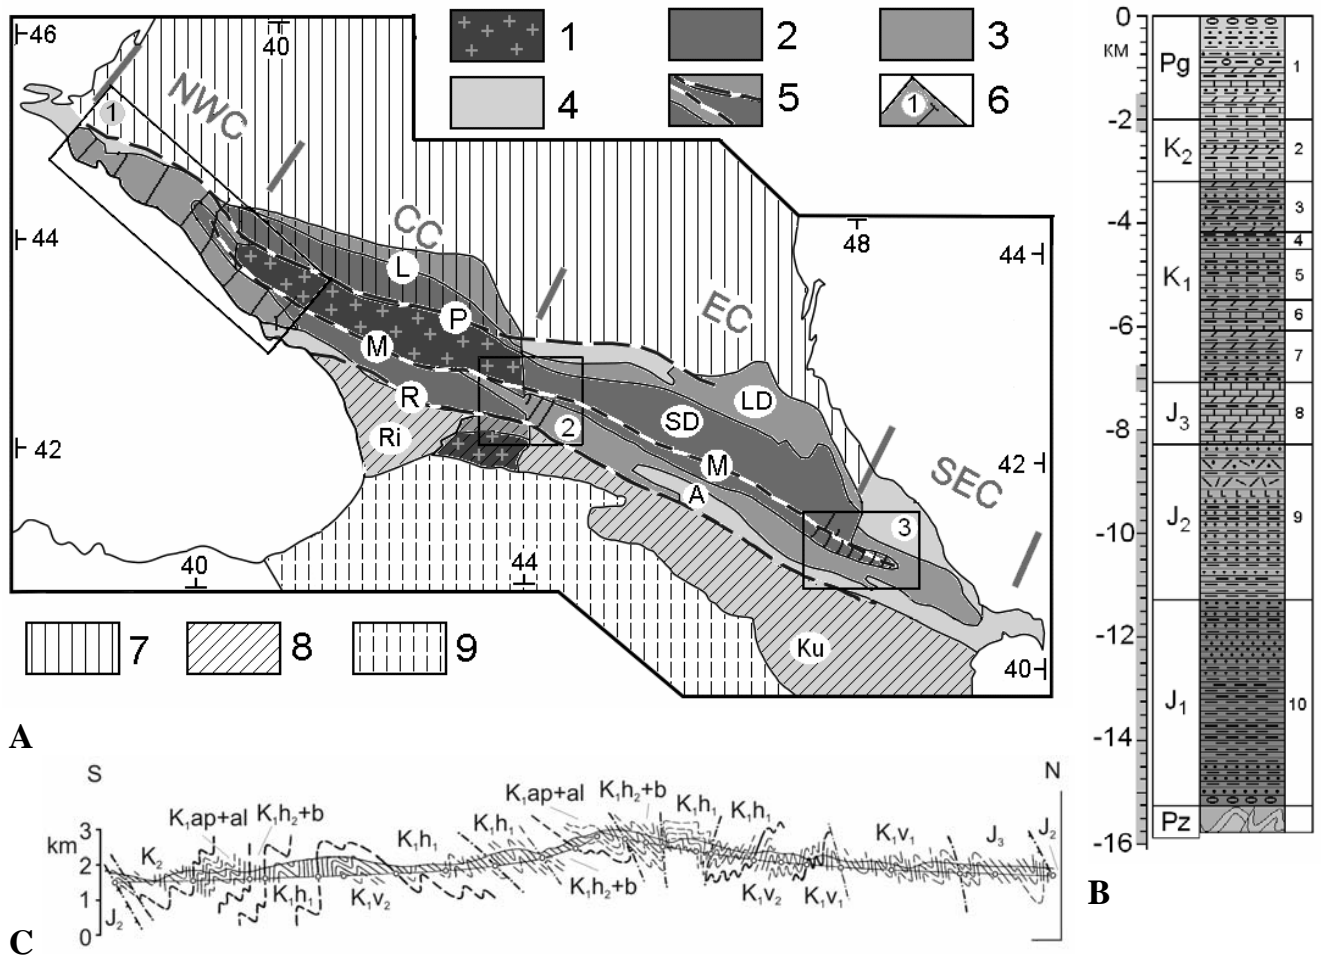 46
40
1
2
3
4
5
1
6
1
NWC
44
CC
L
48
44
P
EC
M
R
LD
SD
2
Ri
42
M
42
SEC
A
3
40
44
Ku
40
7
8
9
A
0
км
-2
-4
-6
-8
-10
-12
-14
-16
Pg
1
K2
2
K1
3
4
5
6
7
J3
8
J2
9
J1
10
Pz
B
S
N
K1ap+al
K1h2+b
K1ap+al
K1h2+b
K1h1
K1h1
3
km
2
1
0
K2
K1h1
K1h1
K1v1
J3
J2
K1h2+b
K1h1
K1v2
K1v2
K1v1
J2
C